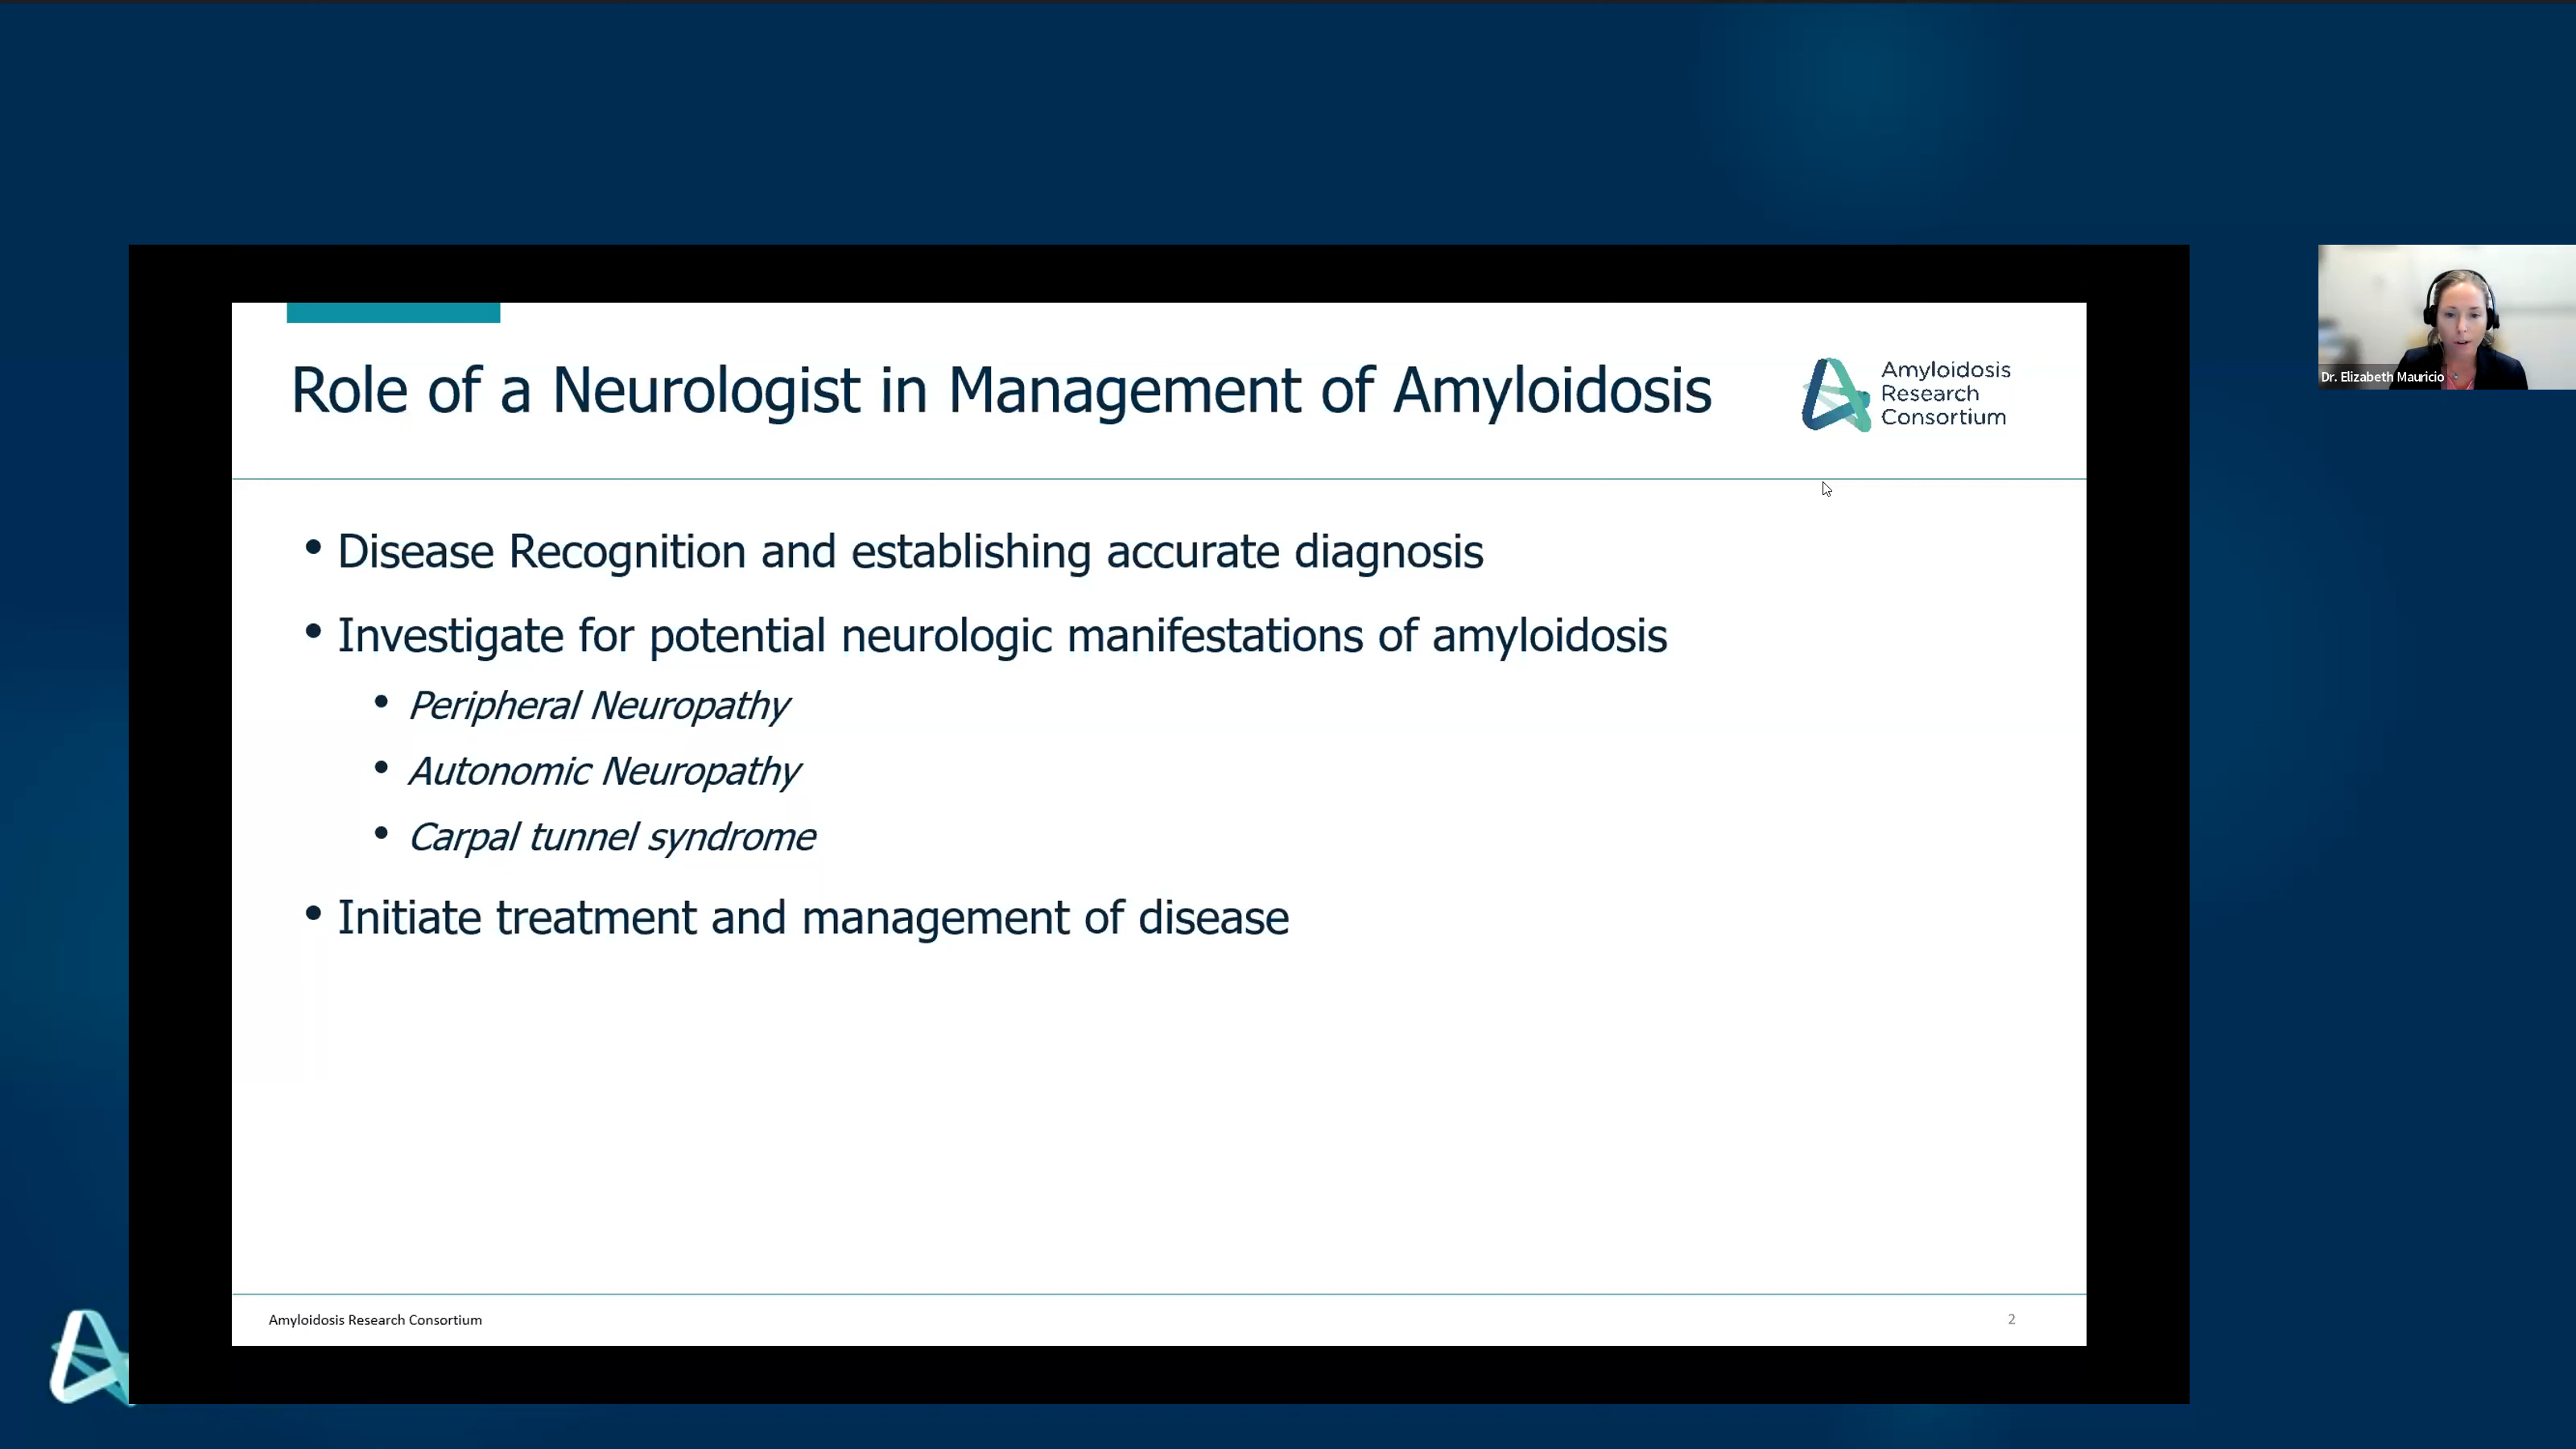 Role of a Neurologist in Management of Amyloidosis
Amyloidosis
Research
Consortium
• Disease Recognition and establishing accurate diagnosis
• Investigate for potential neurologic manifestations of amyloidosis
• Peripheral Neuropathy
• Autonomic Neuropathy
• Carpal tunnel syndrome
• Initiate treatment and management of disease
Amyloidosis Research Consortium
2
Dr. Elizabeth Mauricio